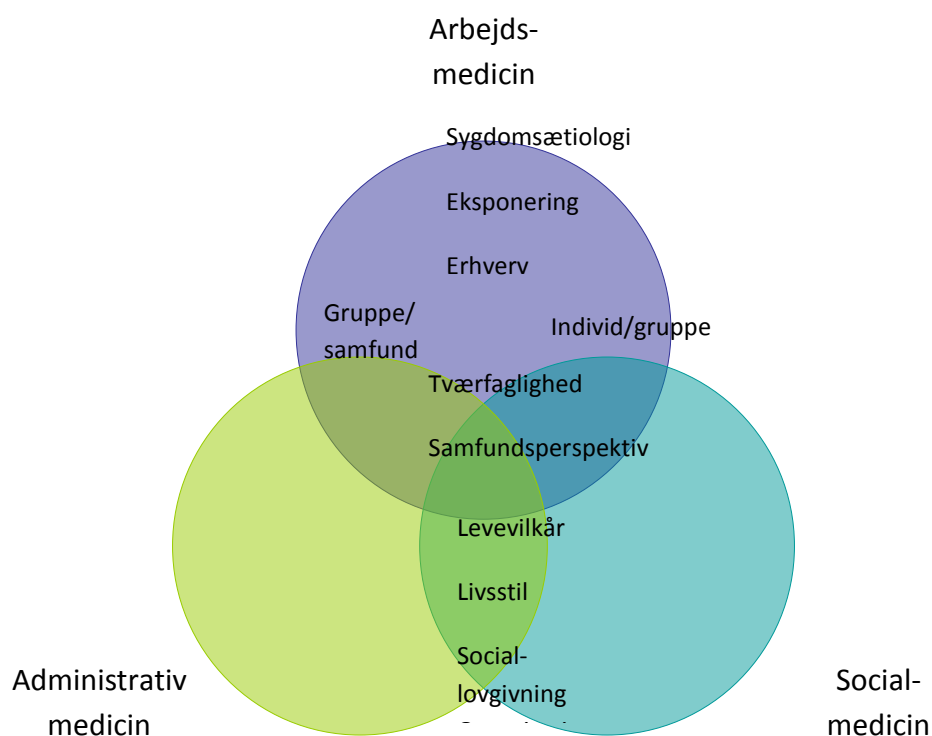 Arbejds-
medicin
Sygdomsætiologi
Eksponering
Erhverv
Gruppe/
samfund
Individ/gruppe
Tværfaglighed
Samfundsperspektiv
Levevilkår
Livsstil
Social-
lovgivning
Administrativ
medicin
Social-
medicin